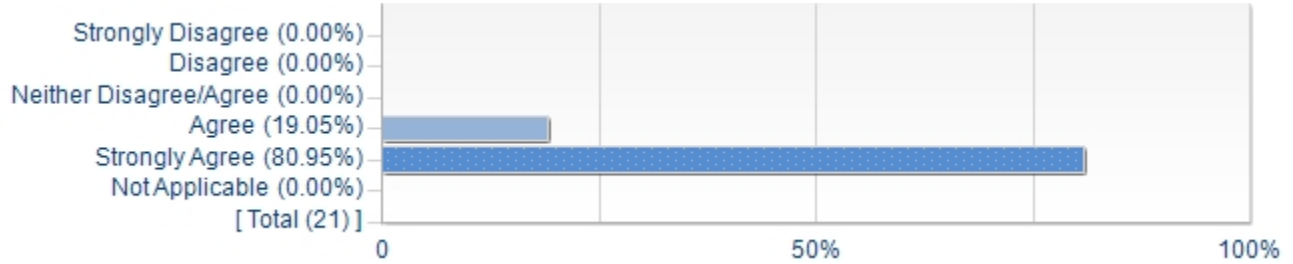 Strongly Disagree (0.00%)
Disagree (0.00%)
Neither Disagree/Agree (0.00%)
Agree (19.05%)
Strongly Agree (80.95%)
Not Applicable (0.00%)
[ Total (21) ]
0 50% 100%